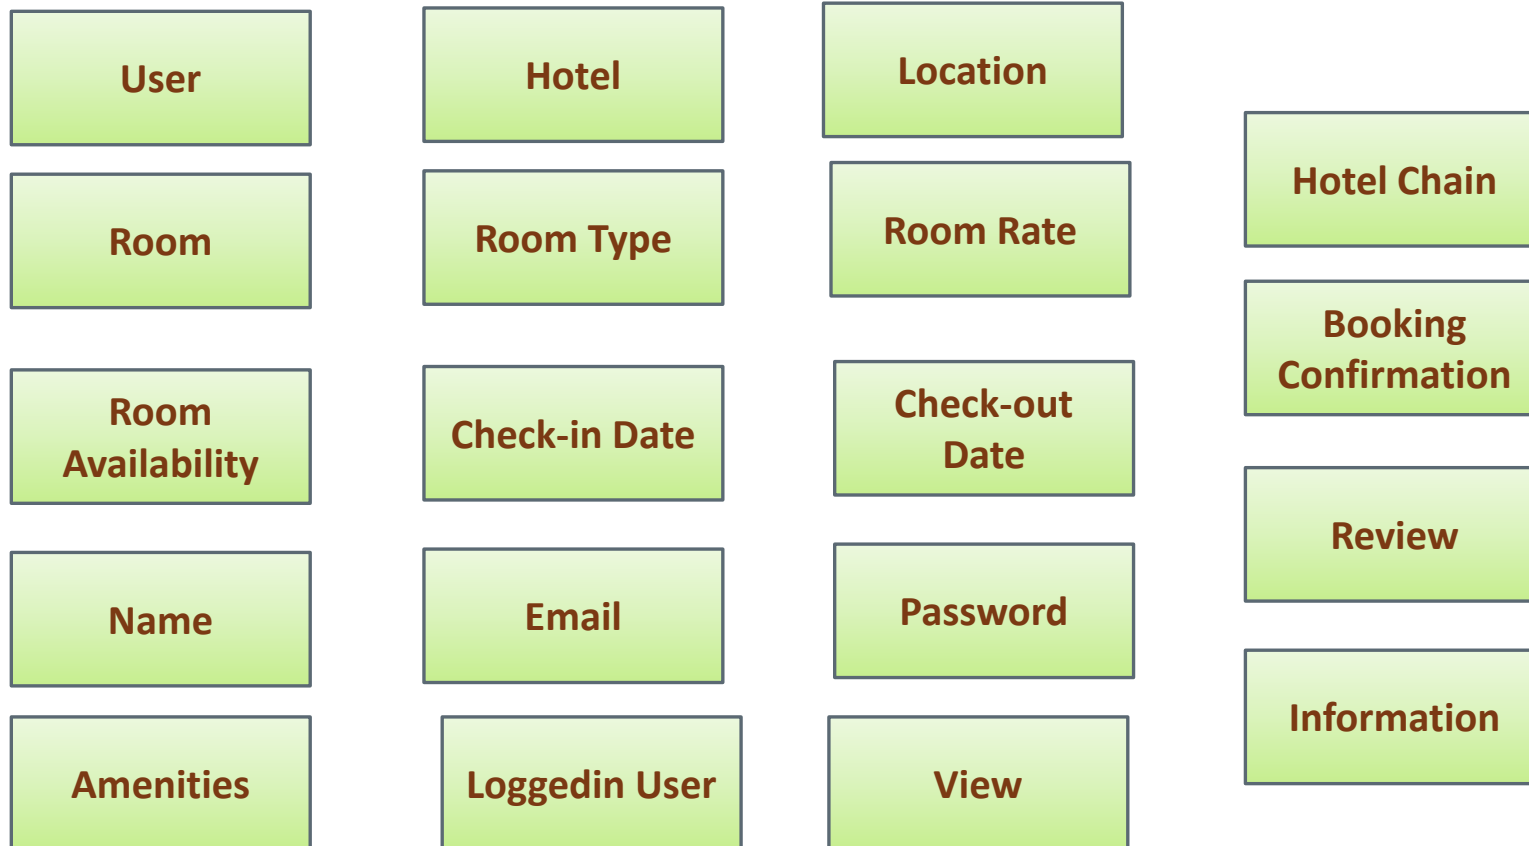 User
Hotel
Location
Hotel Chain
Room
Room Type
Room Rate
Booking
Confirmation
Room
Availability
Check-in Date
Check-out
Date
Review
Name
Email
Password
Information
Amenities
Loggedin User
View